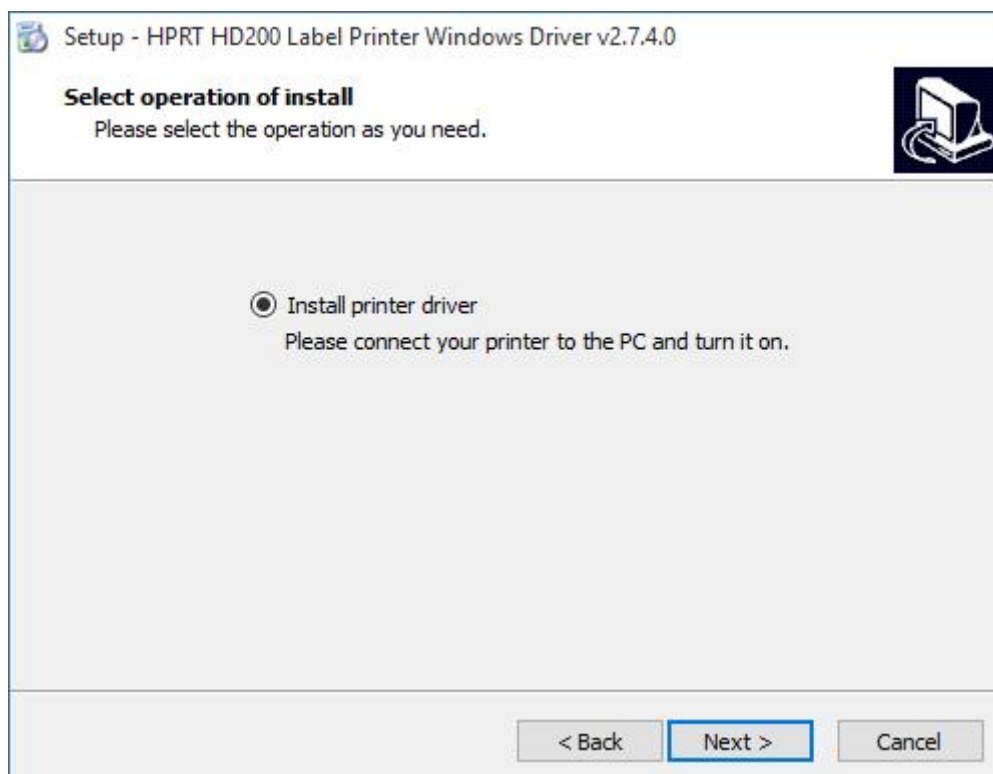 Setup - HPRT HD200 Label Printer Windows Driver v2.7.4.0
Select operation of install
Please select the operation as you need.
Install printer driver
Please connect your printer to the PC and turn it on.
< Back Next > Cancel